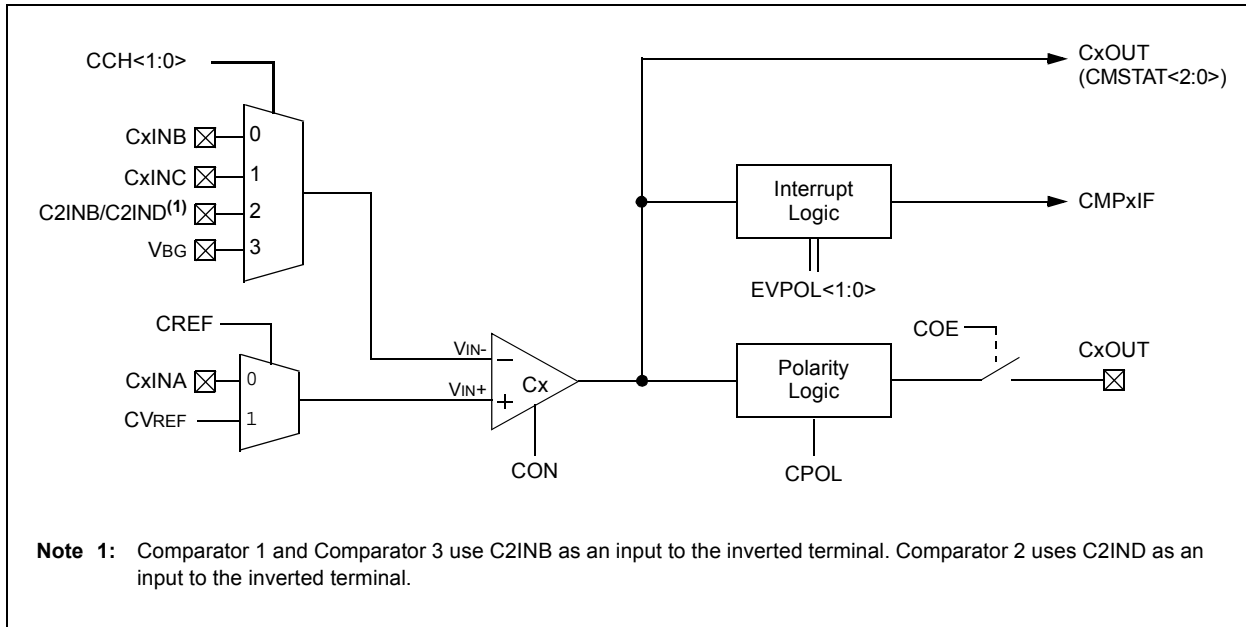 CCH<1:0>
CxINB
0
CxINC
1
C2INB/C2IND(1)
2
VBG
3
CREF
CxINA
0
CVREF
1
VIN-
VIN+
–
+
Cx
CON
CxOUT
(CMSTAT<2:0>)
Interrupt
Logic
CMPxIF
EVPOL<1:0>
COE
CxOUT
Polarity
Logic
CPOL
Note 1: Comparator 1 and Comparator 3 use C2INB as an input to the inverted terminal. Comparator 2 uses C2IND as an
input to the inverted terminal.